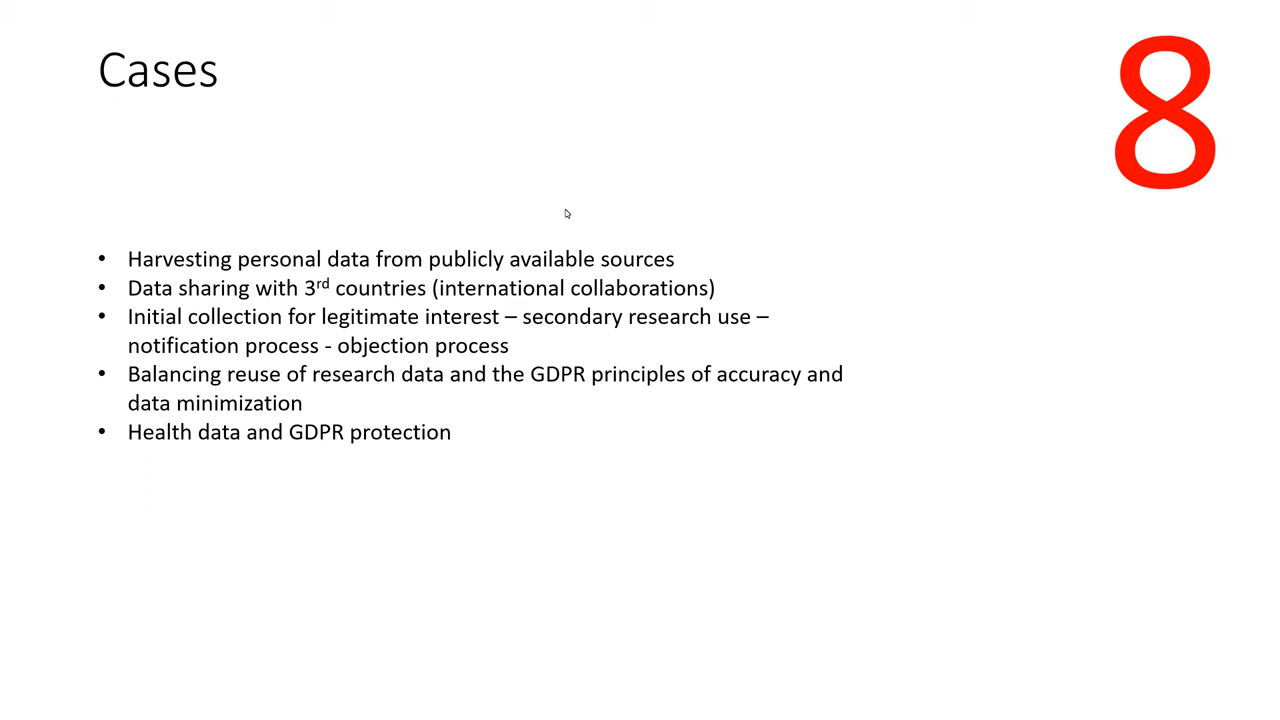 Cases
8
• Harvesting personal data from publicly available sources
• Data sharing with 3rd countries (international collaborations)
• Initial collection for legitimate interest – secondary research use –
notification process - objection process
• Balancing reuse of research data and the GDPR principles of accuracy and
data minimization
• Health data and GDPR protection